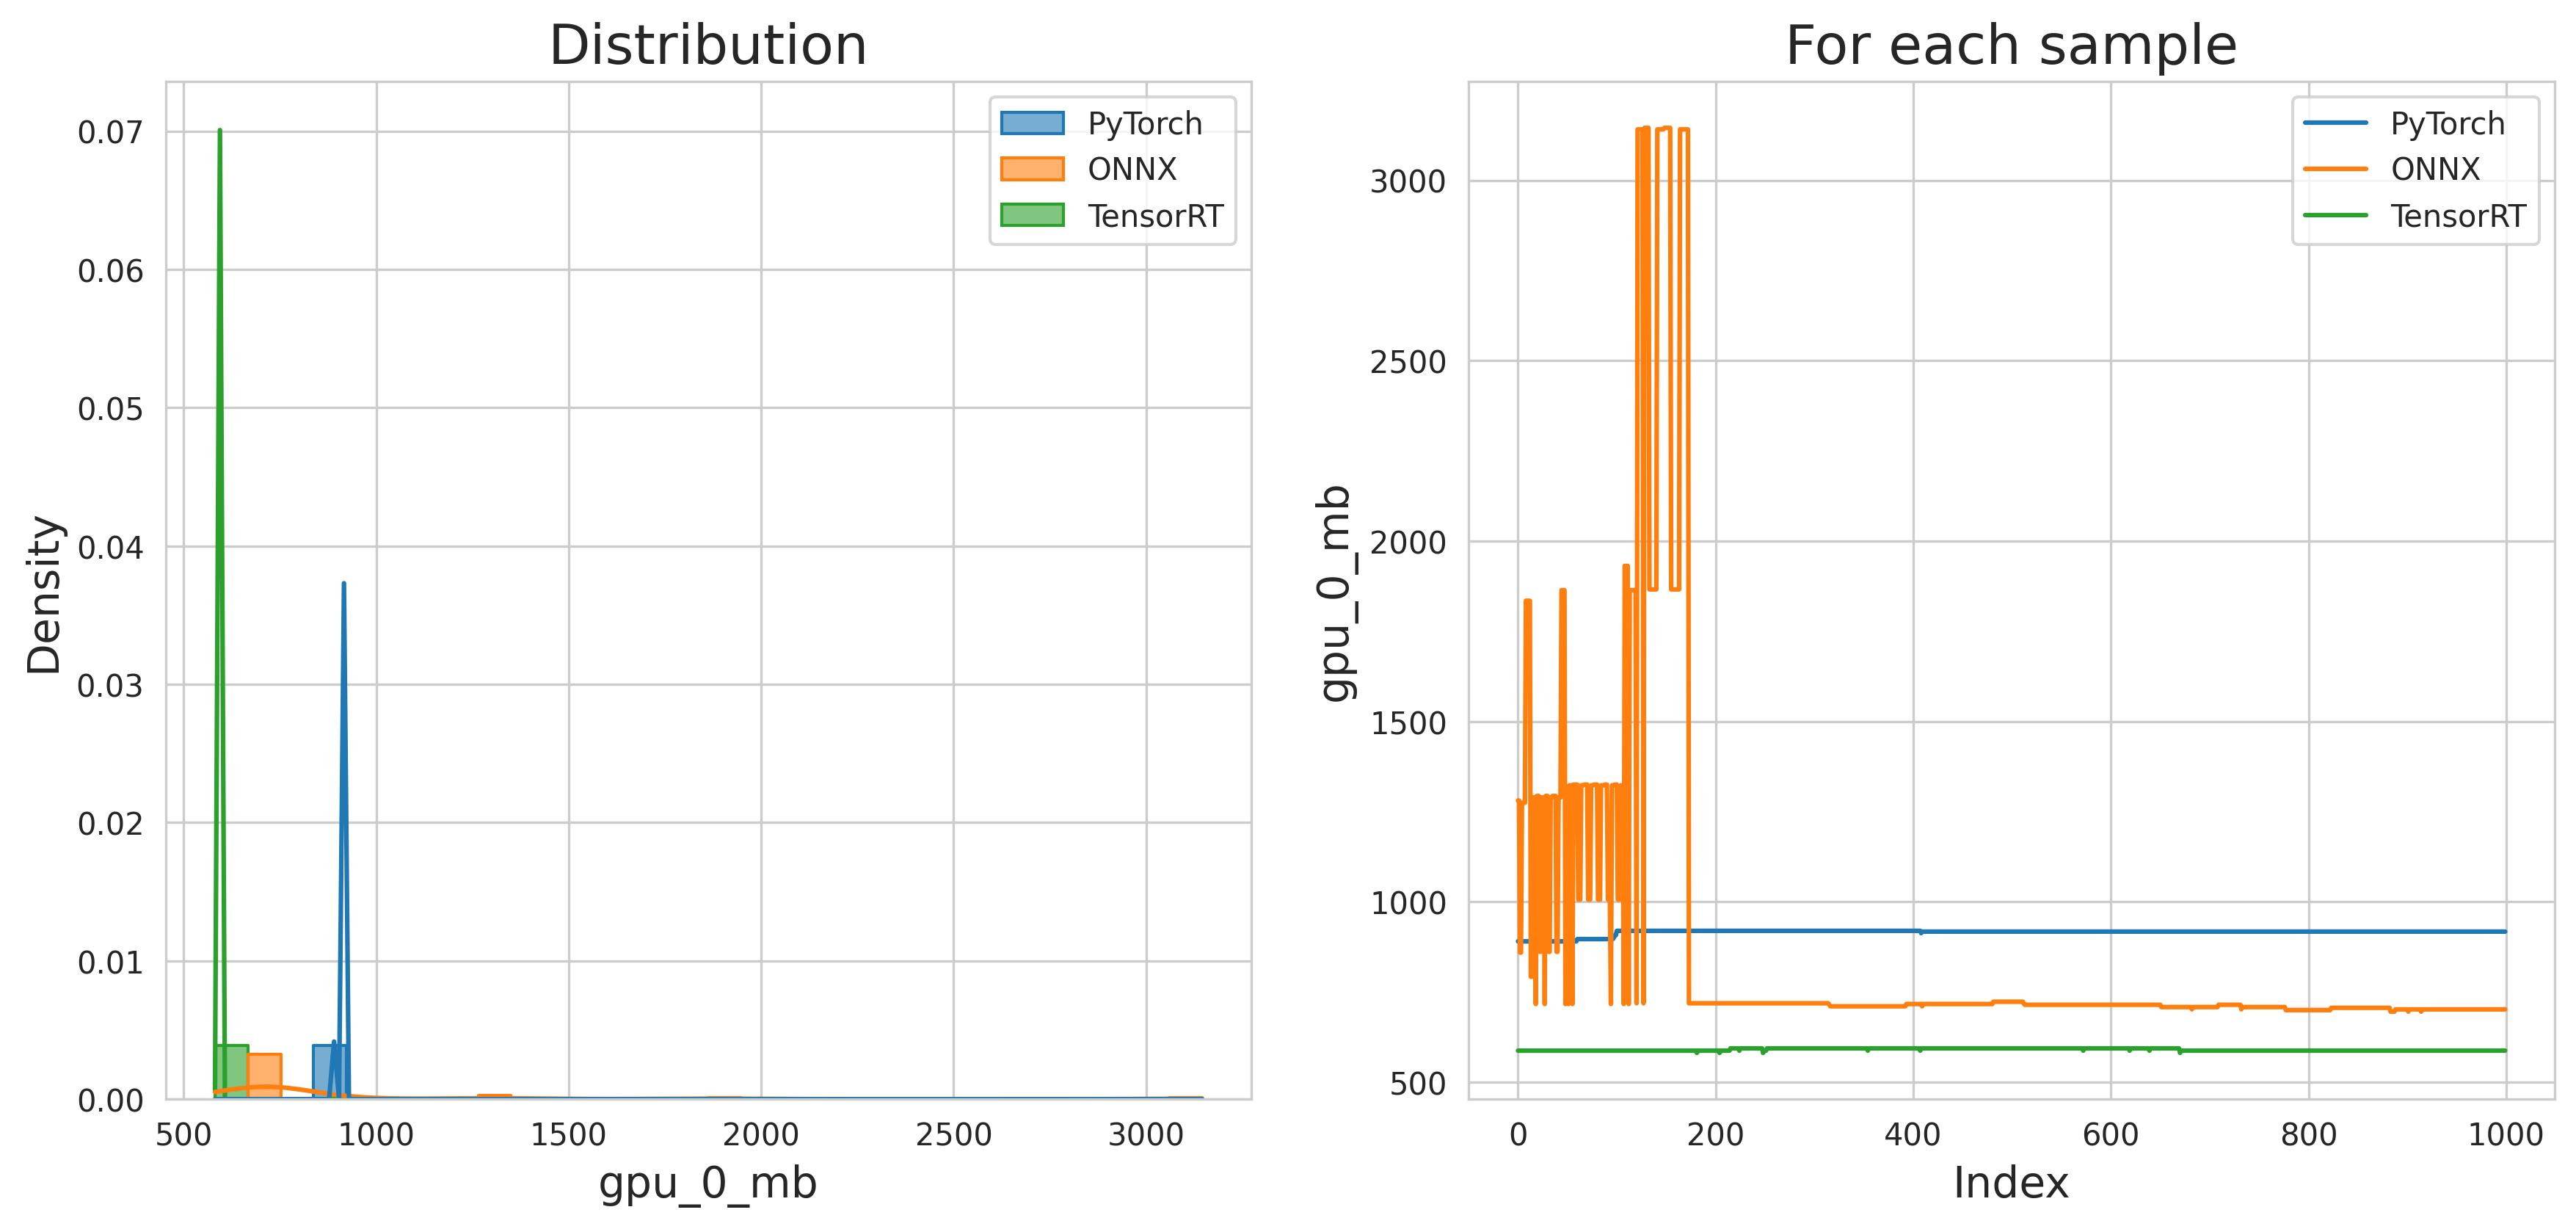 Distribution
Density
0.07
0.06
0.05
0.04
0.03
0.02
0.01
0.00
500 1000 1500 2000 2500 3000
gpu_0_mb
PyTorch
ONNX
TensorRT
For each sample
gpu_0_mb
3000
2500
2000
1500
1000
500
0 200 400 600 800 1000
Index
PyTorch
ONNX
TensorRT